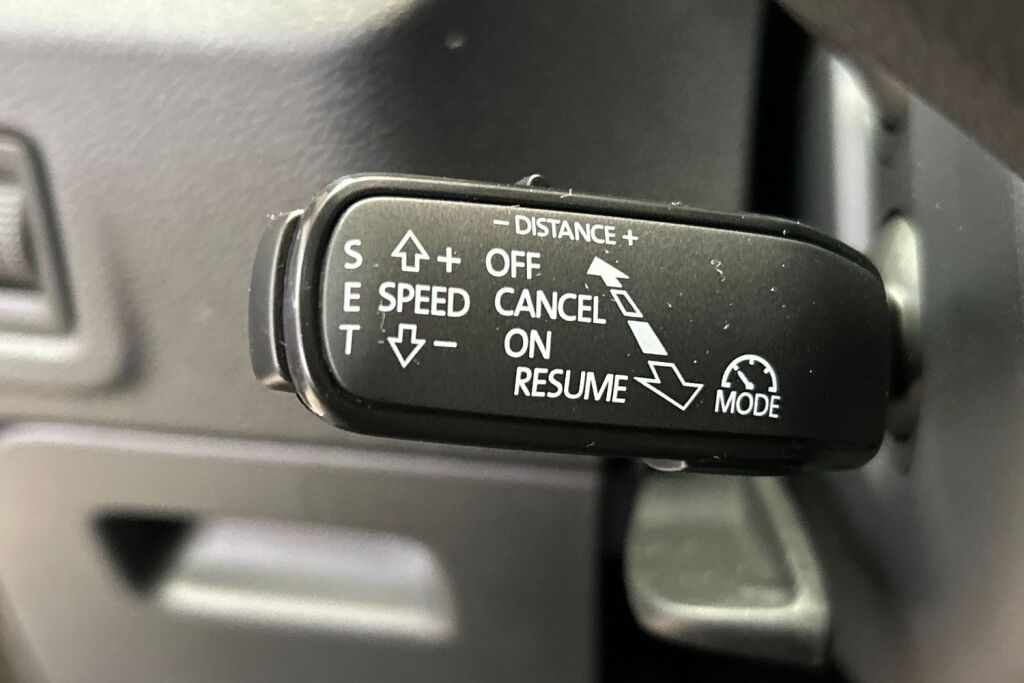 – DISTANCE +
S + OFF
E SPEED CANCEL
T – ON
RESUME
MODE